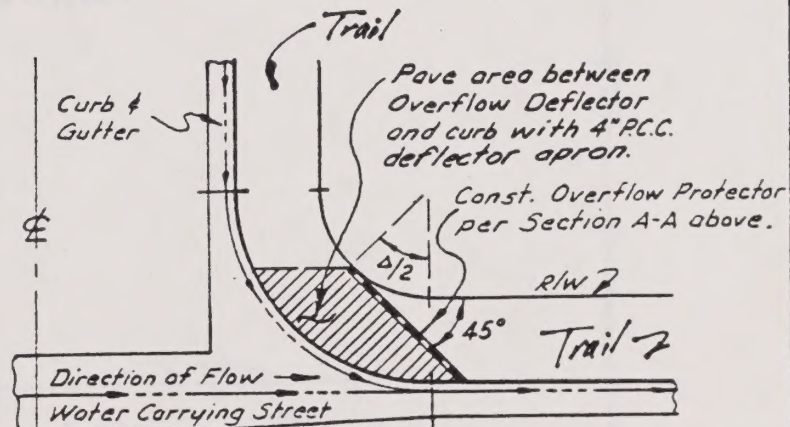 Trail
Curb &
Gutter
Pave area between
Overflow Deflector
and curb with 4" P.C.C.
deflector apron.
Const. Overflow Protector
per Section A-A above.
℄
Δ/2
R/W
45°
Trail
Direction of Flow
Water Carrying Street